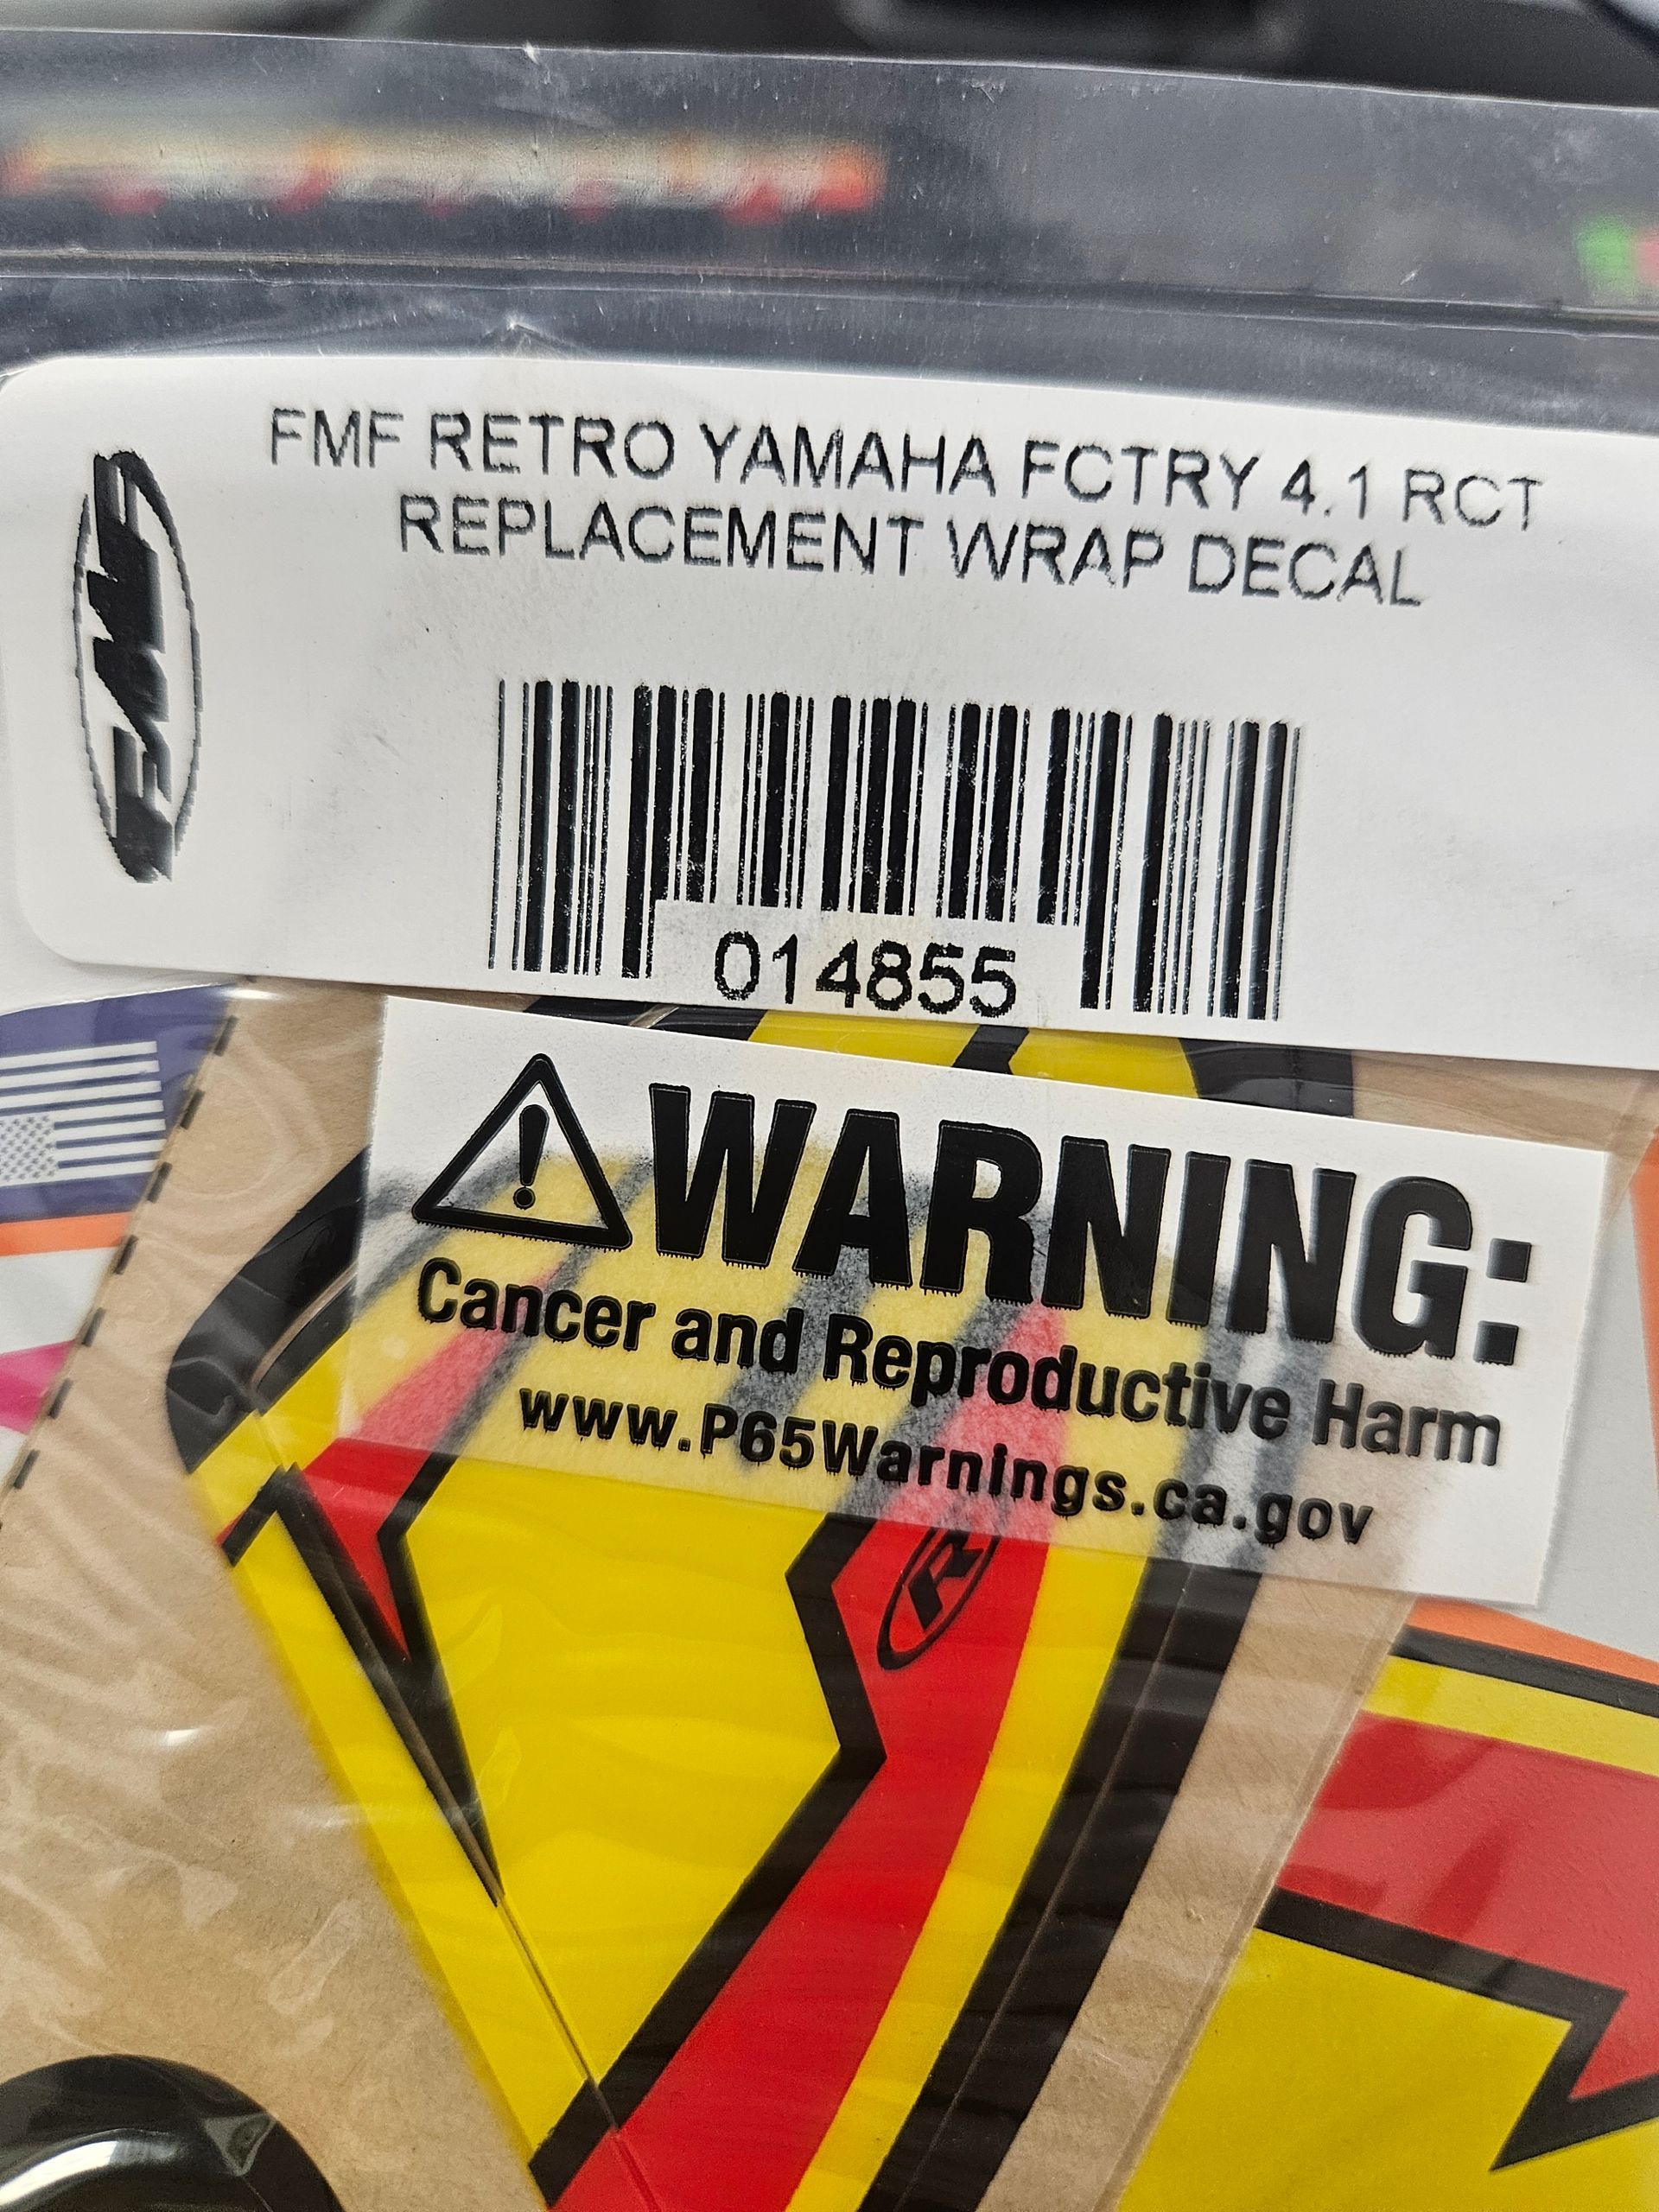 FMF
FMF RETRO YAMAHA FCTRY 4.1 RCT
REPLACEMENT WRAP DECAL
014855
WARNING:
Cancer and Reproductive Harm
www.P65Warnings.ca.gov
R